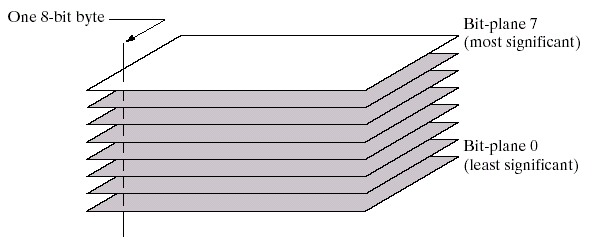 One 8-bit byte
Bit-plane 7
(most significant)
Bit-plane 0
(least significant)